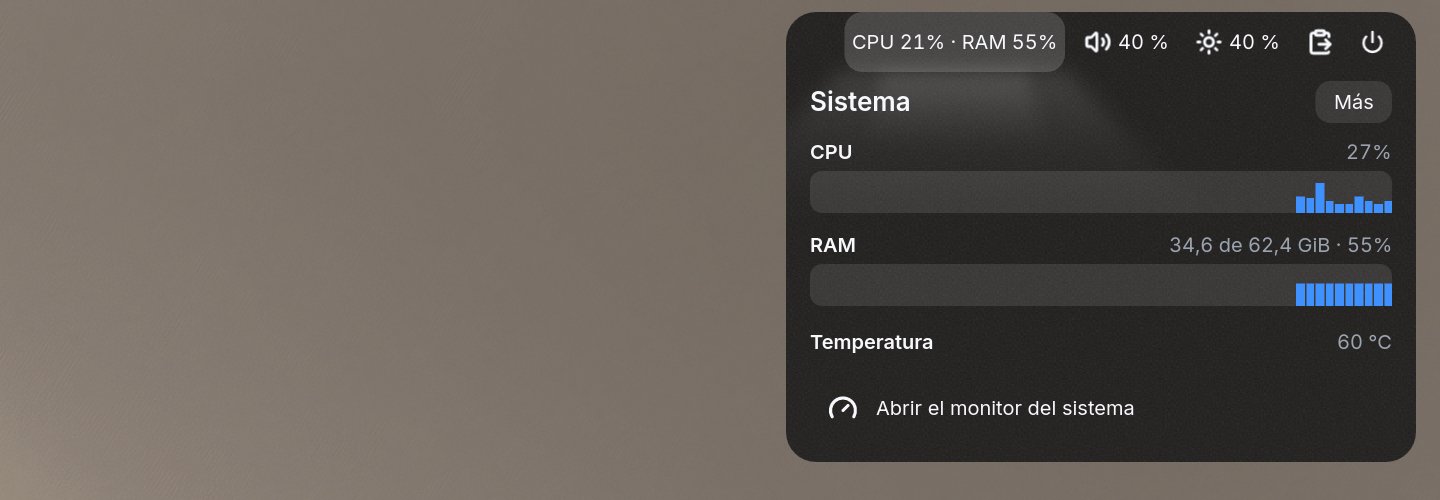 CPU 21% · RAM 55% 40 % 40 %
Sistema Más
CPU 27%
RAM 34,6 de 62,4 GiB · 55%
Temperatura 60 °C
Abrir el monitor del sistema